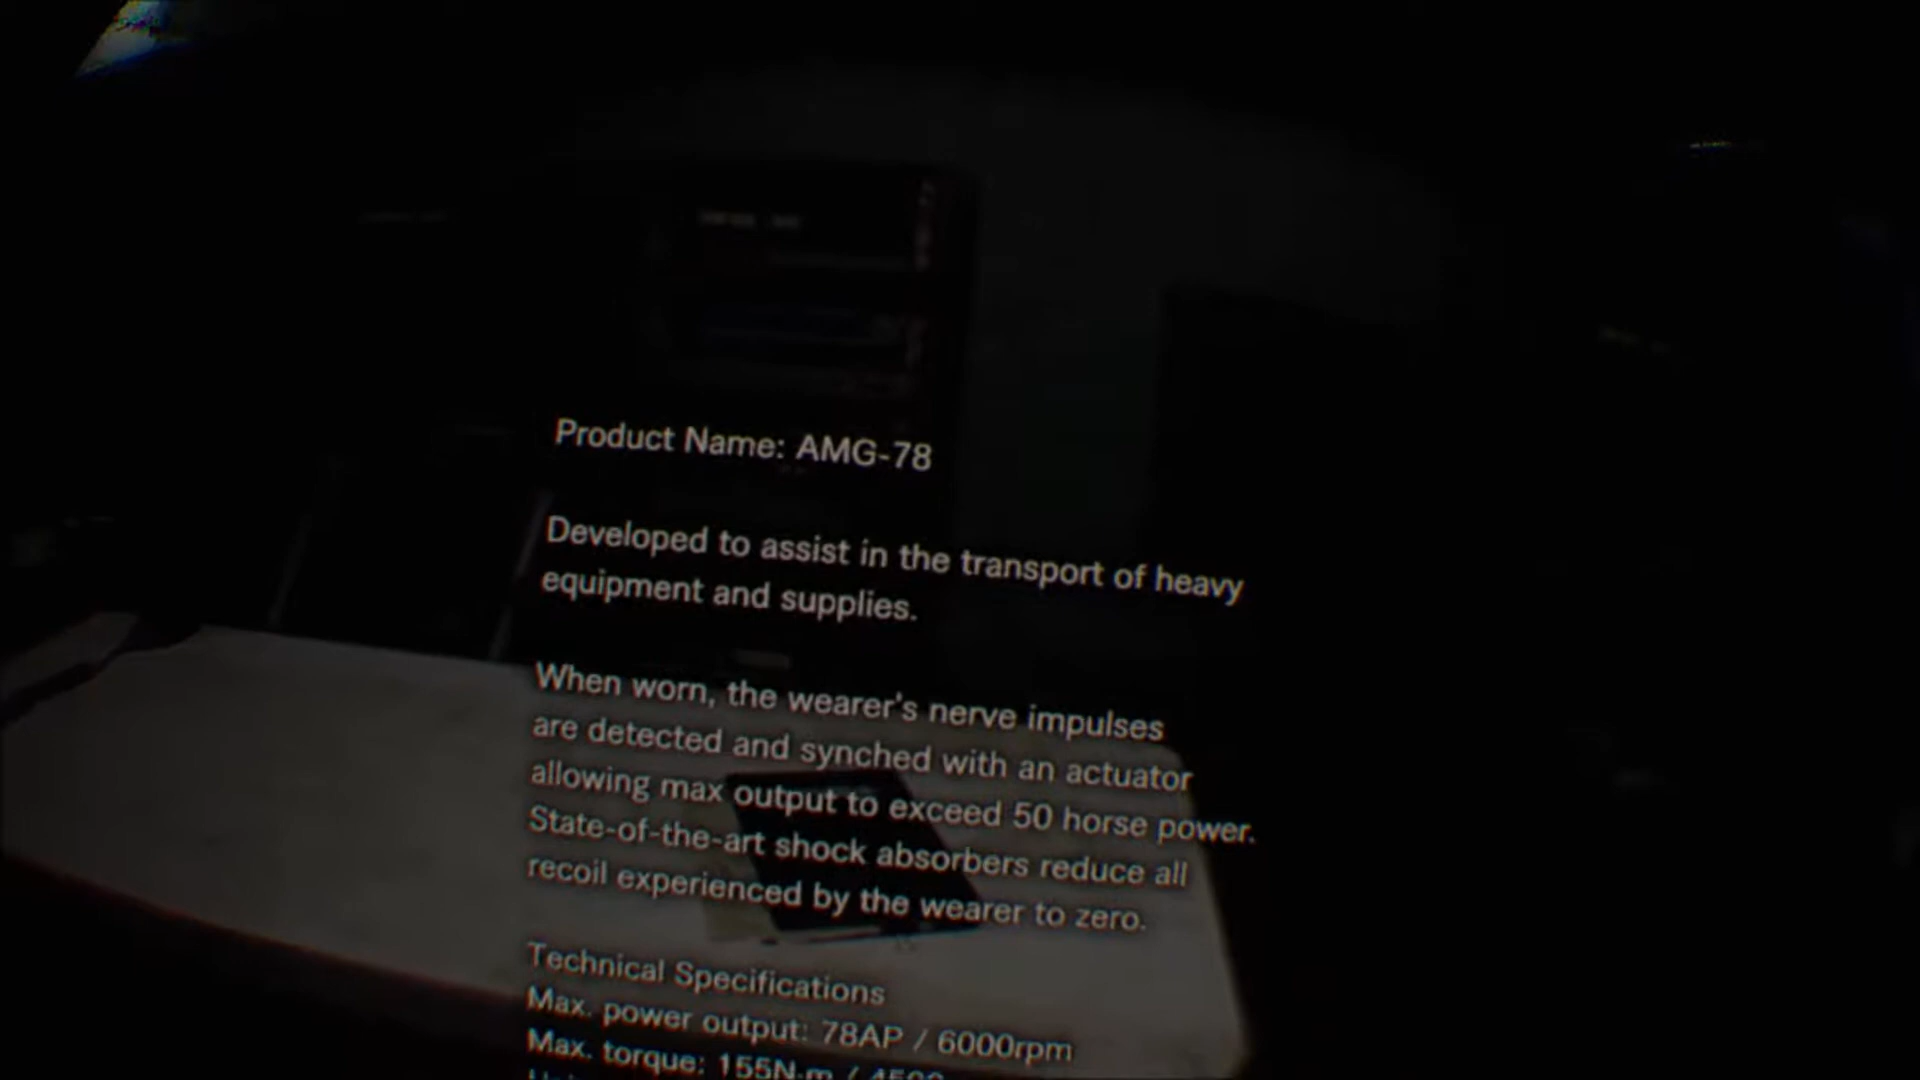 Product Name: AMG-78
Developed to assist in the transport of heavy
equipment and supplies.
When worn, the wearer's nerve impulses
are detected and synched with an actuator
allowing max output to exceed 50 horse power.
State-of-the-art shock absorbers reduce all
recoil experienced by the wearer to zero.
Technical Specifications
Max. power output: 78AP / 6000rpm
Max. torque: 155N·m /